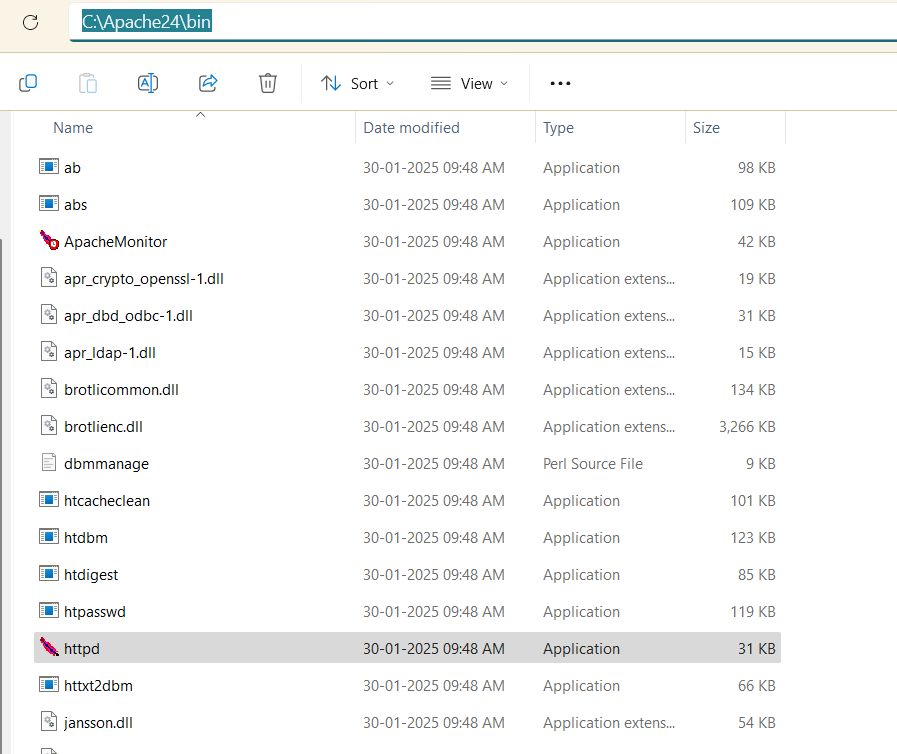 C:\Apache24\bin
Sort View
Name Date modified Type Size
ab 30-01-2025 09:48 AM Application 98 KB
abs 30-01-2025 09:48 AM Application 109 KB
ApacheMonitor 30-01-2025 09:48 AM Application 42 KB
apr_crypto_openssl-1.dll 30-01-2025 09:48 AM Application extens... 19 KB
apr_dbd_odbc-1.dll 30-01-2025 09:48 AM Application extens... 31 KB
apr_ldap-1.dll 30-01-2025 09:48 AM Application extens... 15 KB
brotlicommon.dll 30-01-2025 09:48 AM Application extens... 134 KB
brotlienc.dll 30-01-2025 09:48 AM Application extens... 3,266 KB
dbmmanage 30-01-2025 09:48 AM Perl Source File 9 KB
htcacheclean 30-01-2025 09:48 AM Application 101 KB
htdbm 30-01-2025 09:48 AM Application 123 KB
htdigest 30-01-2025 09:48 AM Application 85 KB
htpasswd 30-01-2025 09:48 AM Application 119 KB
httpd 30-01-2025 09:48 AM Application 31 KB
httxt2dbm 30-01-2025 09:48 AM Application 66 KB
jansson.dll 30-01-2025 09:48 AM Application extens... 54 KB